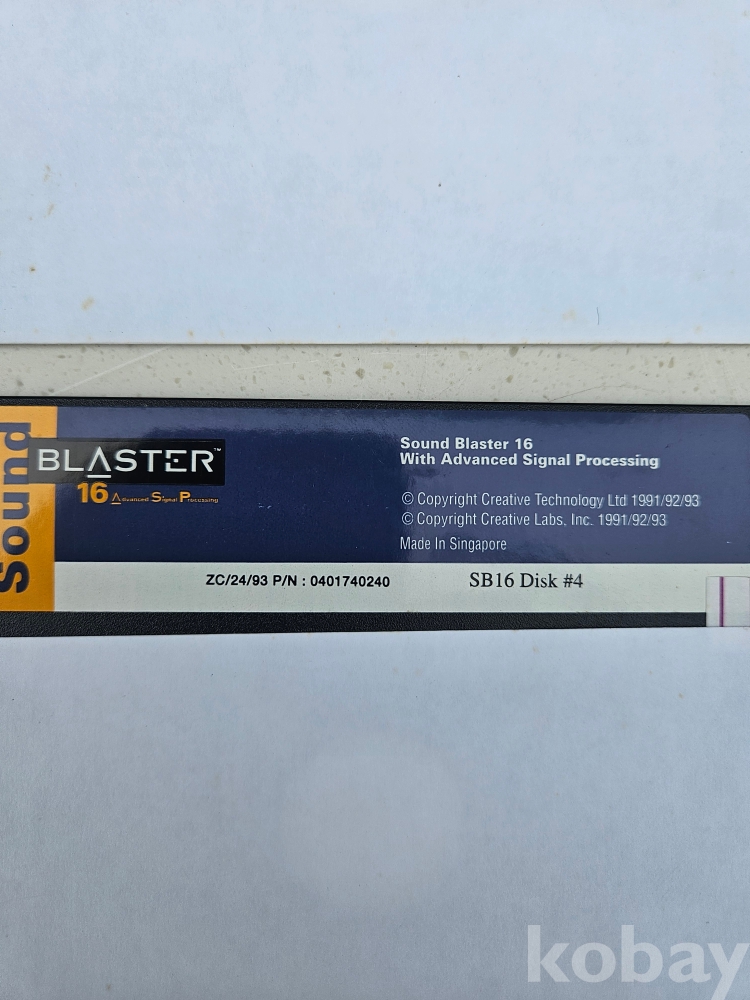 Sound
BLASTER™
16 Advanced Signal Processing
Sound Blaster 16
With Advanced Signal Processing
© Copyright Creative Technology Ltd 1991/92/93
© Copyright Creative Labs, Inc. 1991/92/93
Made In Singapore
ZC/24/93 P/N : 0401740240
SB16 Disk #4
kobay